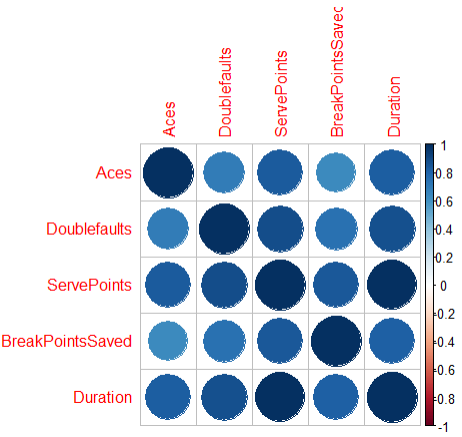 Aces
Doublefaults
ServePoints
BreakPointsSaved
Duration
Aces
Doublefaults
ServePoints
BreakPointsSaved
Duration
1
0.8
0.6
0.4
0.2
0
-0.2
-0.4
-0.6
-0.8
-1